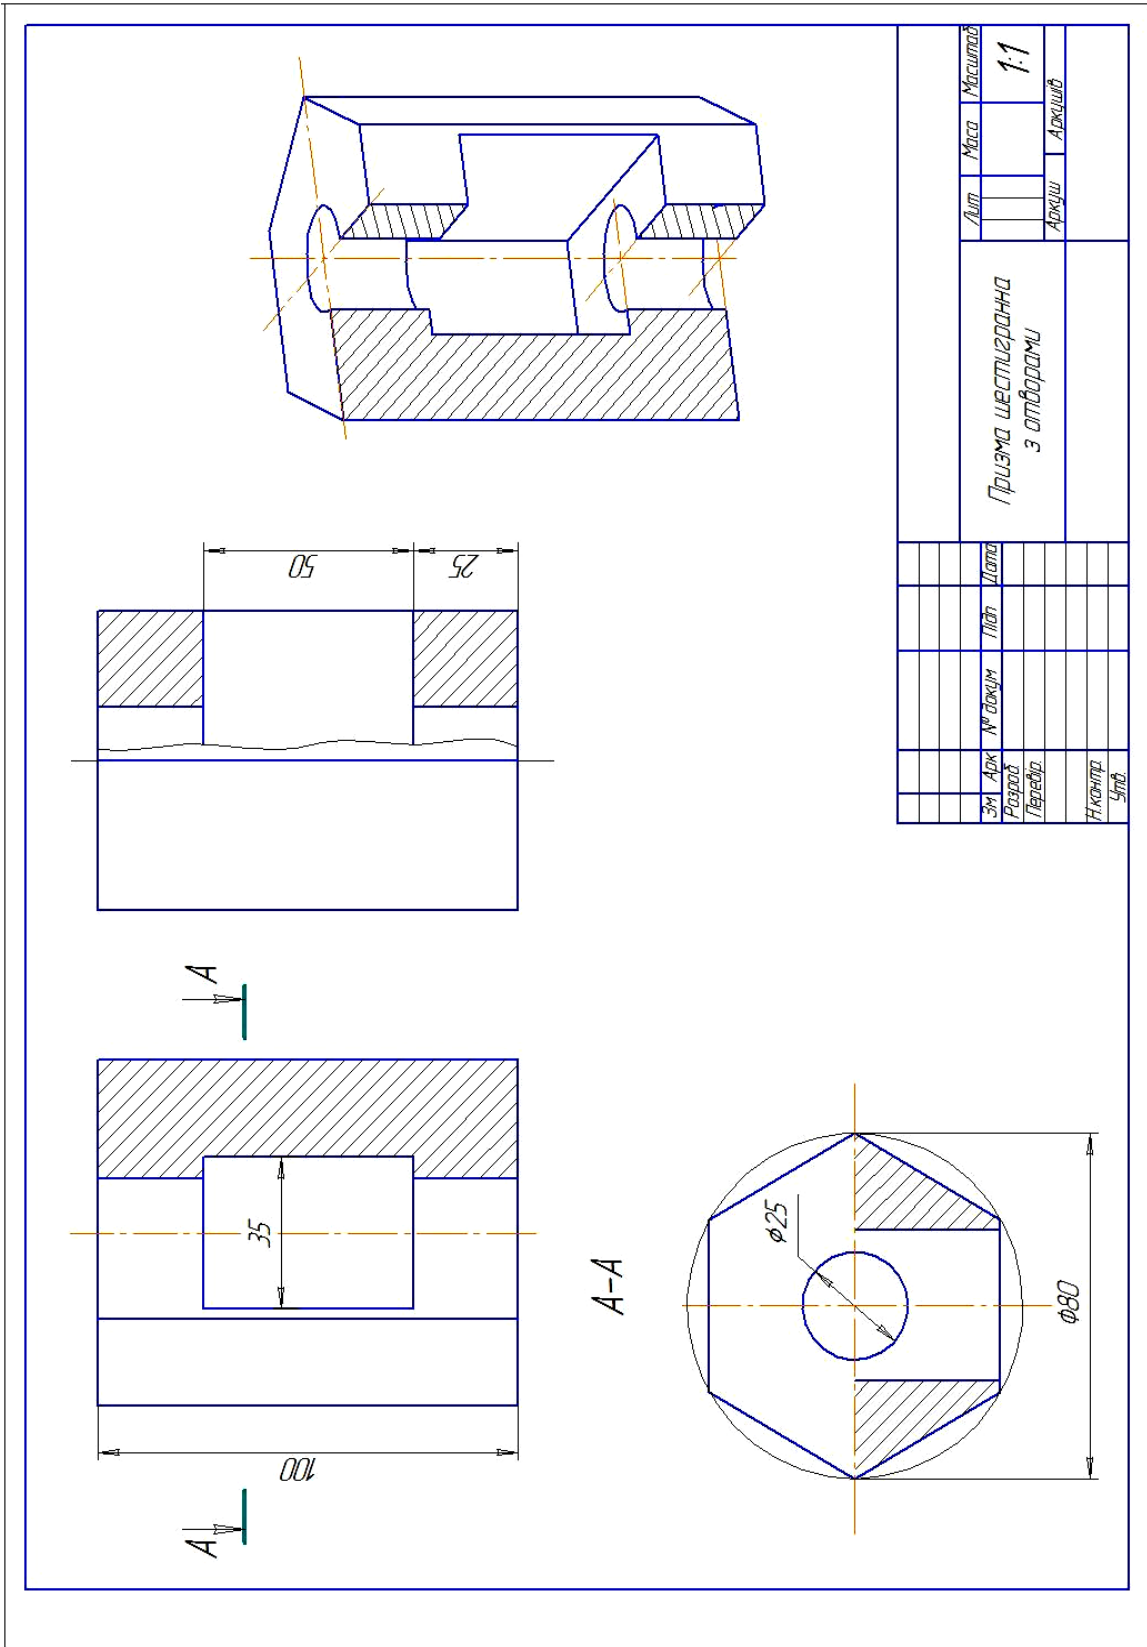 А
А
35
100
50
25
А-А
ϕ25
ϕ80
Зм Арк № докум Підп Дата
Розроб.
Перевір.
Н.контр.
Утв.
Призма шестигранна
з отворами
Лит Маса Масштаб
1:1
Аркуш Аркушів